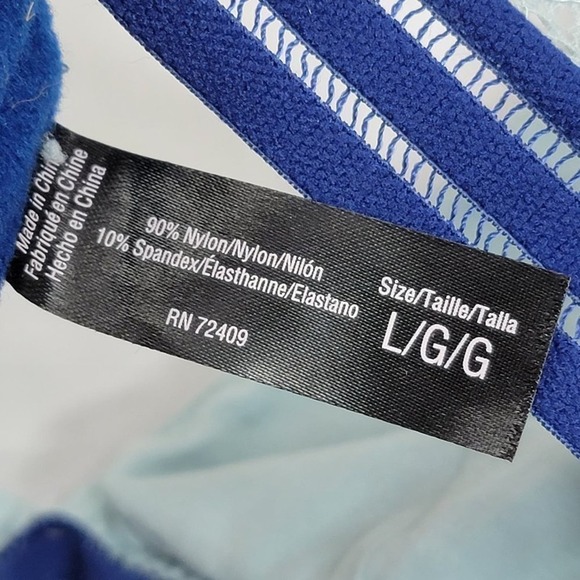 Made in China
Fabriqué en Chine
Hecho en China
90% Nylon/Nylon/Nilón
10% Spandex/Élasthanne/Elastano
RN 72409
Size/Taille/Talla
L/G/G